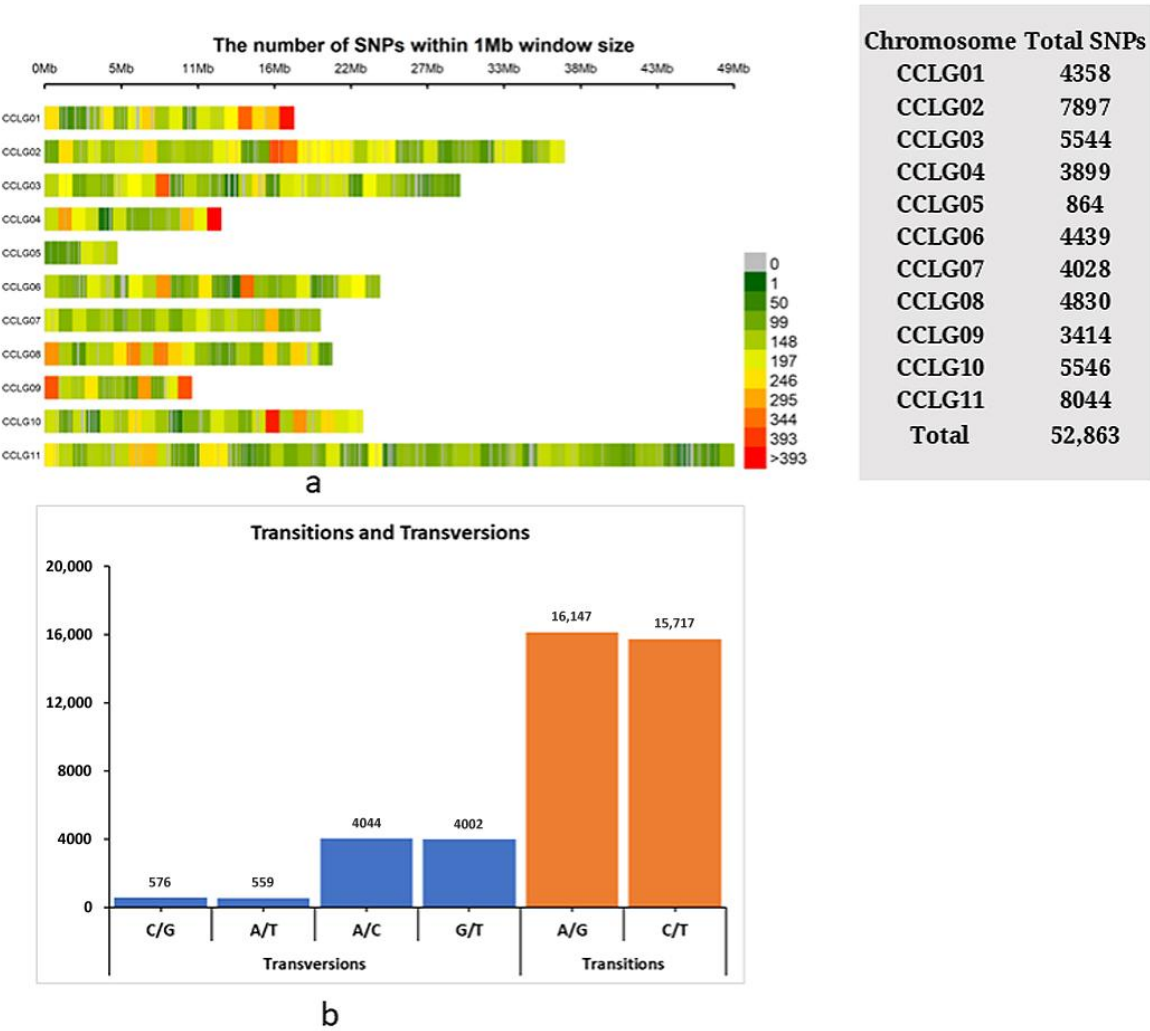 The number of SNPs within 1Mb window size
0Mb 5Mb 11Mb 16Mb 22Mb 27Mb 33Mb 38Mb 43Mb 49Mb
CCLG01
CCLG02
CCLG03
CCLG04
CCLG05
CCLG06
CCLG07
CCLG08
CCLG09
CCLG10
CCLG11
0
1
50
99
148
197
246
295
344
393
>393
a
Chromosome Total SNPs
CCLG01 4358
CCLG02 7897
CCLG03 5544
CCLG04 3899
CCLG05 864
CCLG06 4439
CCLG07 4028
CCLG08 4830
CCLG09 3414
CCLG10 5546
CCLG11 8044
Total 52,863
Transitions and Transversions
20,000
16,000
12,000
8000
4000
0
576 559 4044 4002 16,147 15,717
C/G A/T A/C G/T A/G C/T
Transversions Transitions
b